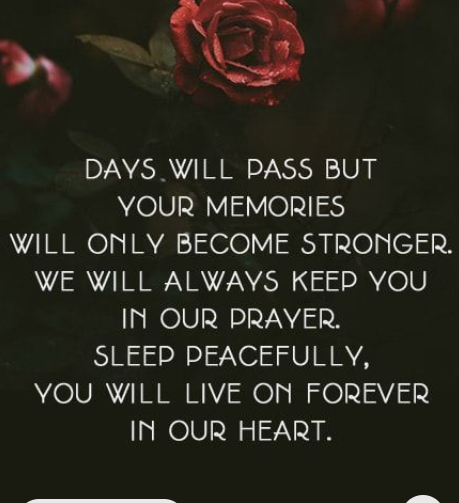 DAYS WILL PASS BUT
YOUR MEMORIES
WILL ONLY BECOME STRONGER.
WE WILL ALWAYS KEEP YOU
IN OUR PRAYER.
SLEEP PEACEFULLY,
YOU WILL LIVE ON FOREVER
IN OUR HEART.